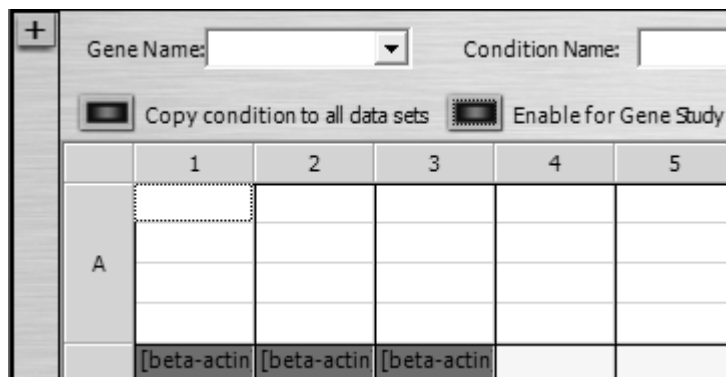 +
Gene Name: Condition Name:
Copy condition to all data sets Enable for Gene Study
1 2 3 4 5
A
[beta-actin [beta-actin [beta-actin